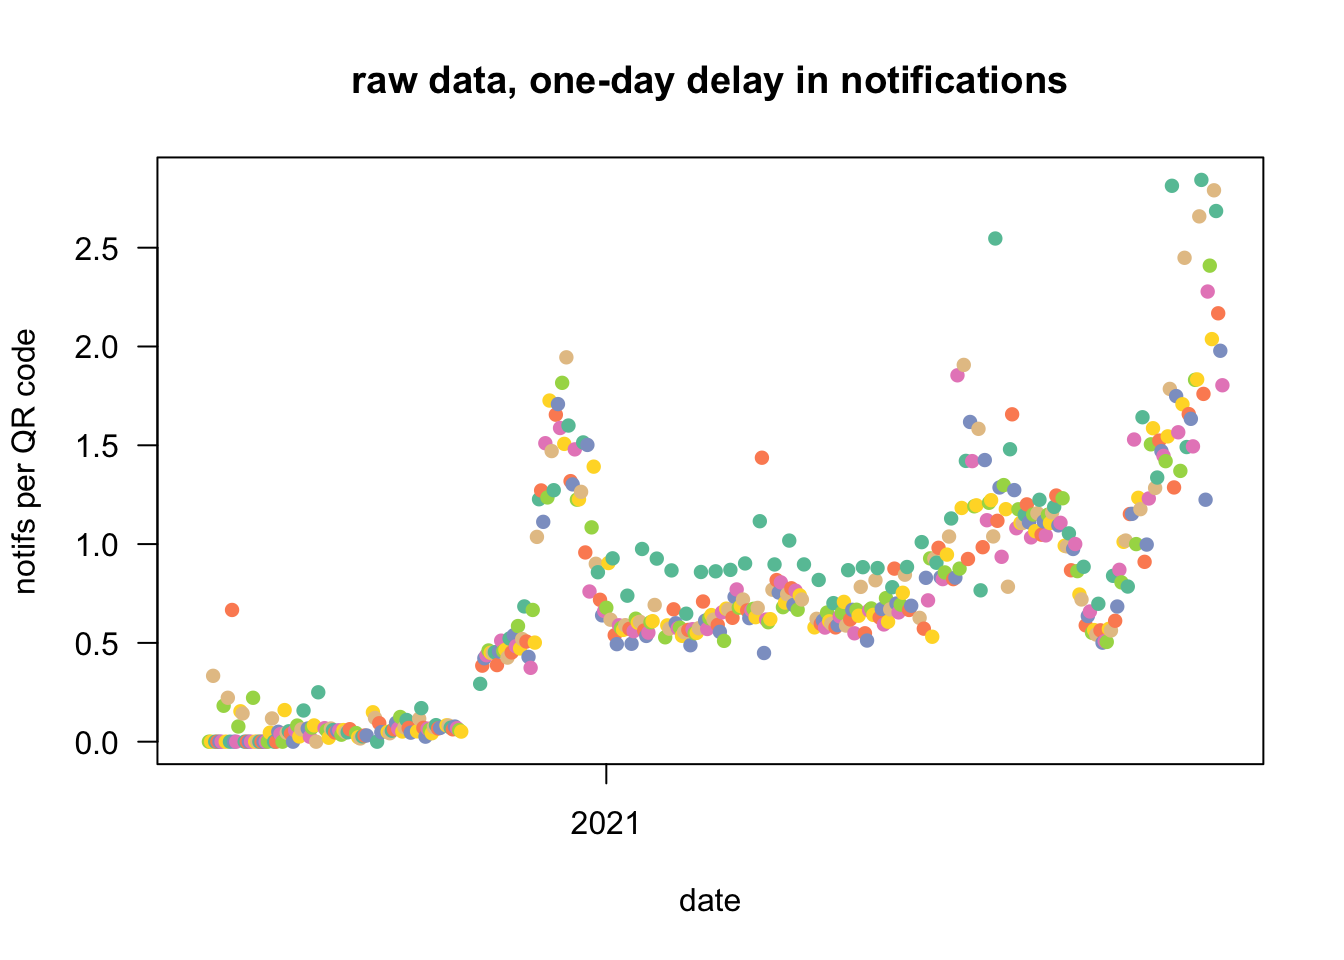 raw data, one-day delay in notifications
notifs per QR code
2.5
2.0
1.5
1.0
0.5
0.0
2021
date